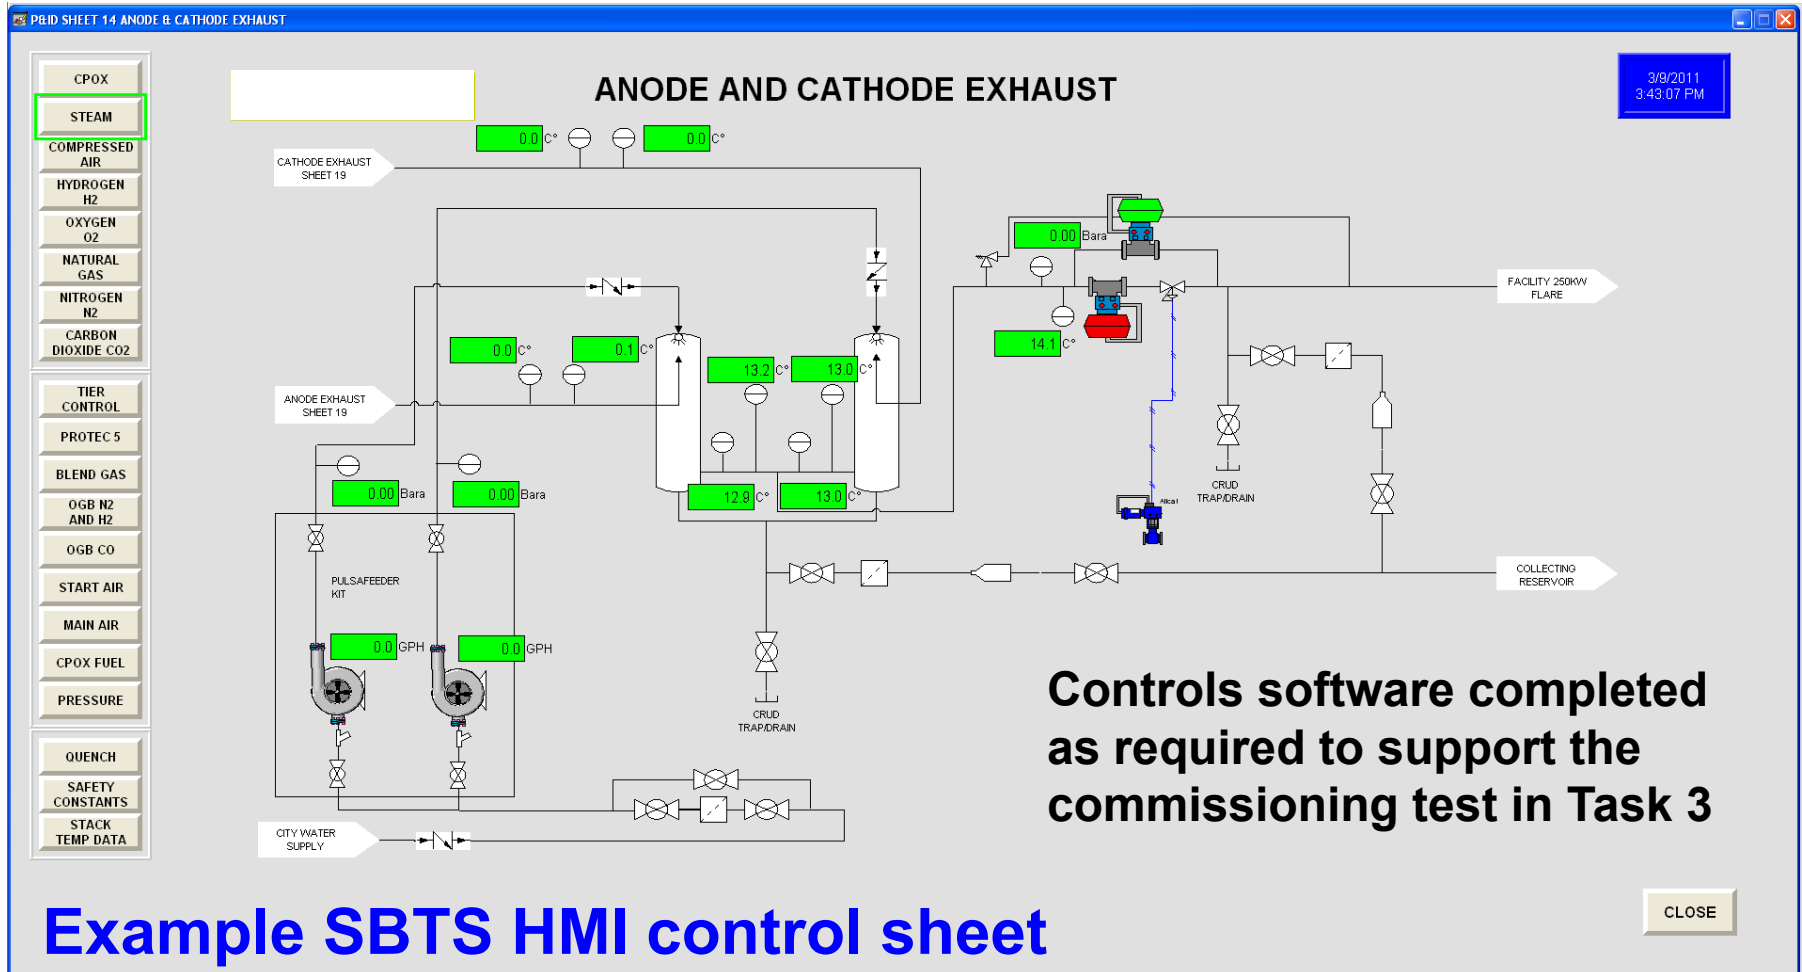 P&ID SHEET 14 ANODE & CATHODE EXHAUST
CPOX
STEAM
COMPRESSED
AIR
HYDROGEN
H2
OXYGEN
O2
NATURAL
GAS
NITROGEN
N2
CARBON
DIOXIDE CO2
TIER
CONTROL
PROTEC 5
BLEND GAS
OGB N2
AND H2
OGB CO
START AIR
MAIN AIR
CPOX FUEL
PRESSURE
QUENCH
SAFETY
CONSTANTS
STACK
TEMP DATA
ANODE AND CATHODE EXHAUST
3/9/2011
3:43:07 PM
0.0 C°
0.0 C°
CATHODE EXHAUST
SHEET 19
0.00 Bara
FACILITY 250KW
FLARE
14.1 C°
0.0 C°
0.1 C°
13.2 C°
13.0 C°
ANODE EXHAUST
SHEET 19
0.00 Bara
0.00 Bara
12.9 C°
13.0 C°
CRUD
TRAP/DRAIN
Alicat
COLLECTING
RESERVOIR
PULSAFEEDER
KIT
0.0 GPH
0.0 GPH
CRUD
TRAP/DRAIN
CITY WATER
SUPPLY
Controls software completed
as required to support the
commissioning test in Task 3
CLOSE
Example SBTS HMI control sheet